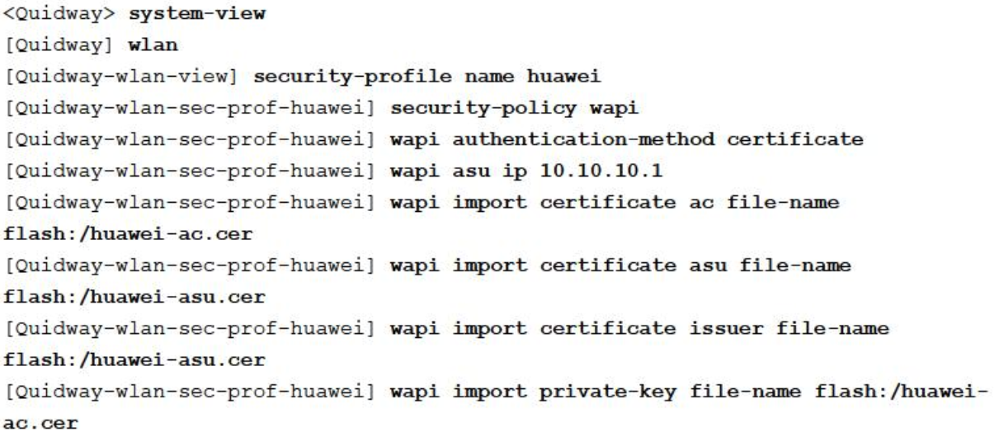 <Quidway> system-view
[Quidway] wlan
[Quidway-wlan-view] security-profile name huawei
[Quidway-wlan-sec-prof-huawei] security-policy wapi
[Quidway-wlan-sec-prof-huawei] wapi authentication-method certificate
[Quidway-wlan-sec-prof-huawei] wapi asu ip 10.10.10.1
[Quidway-wlan-sec-prof-huawei] wapi import certificate ac file-name
flash:/huawei-ac.cer
[Quidway-wlan-sec-prof-huawei] wapi import certificate asu file-name
flash:/huawei-asu.cer
[Quidway-wlan-sec-prof-huawei] wapi import certificate issuer file-name
flash:/huawei-asu.cer
[Quidway-wlan-sec-prof-huawei] wapi import private-key file-name flash:/huawei-
ac.cer